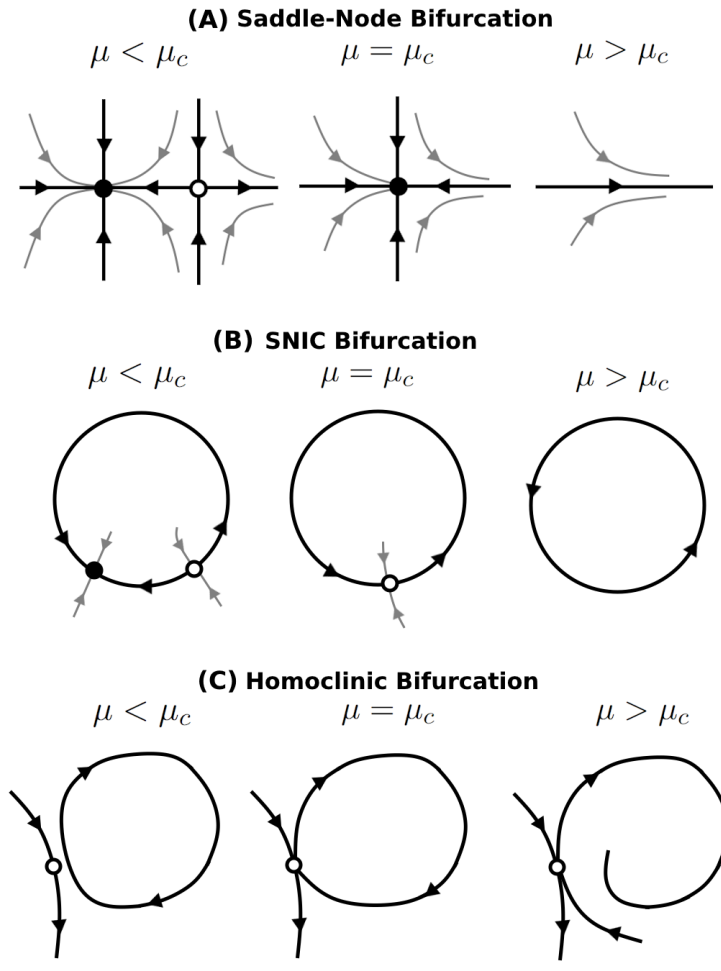 (A) Saddle-Node Bifurcation
μ < μc μ = μc μ > μc
(B) SNIC Bifurcation
μ < μc μ = μc μ > μc
(C) Homoclinic Bifurcation
μ < μc μ = μc μ > μc